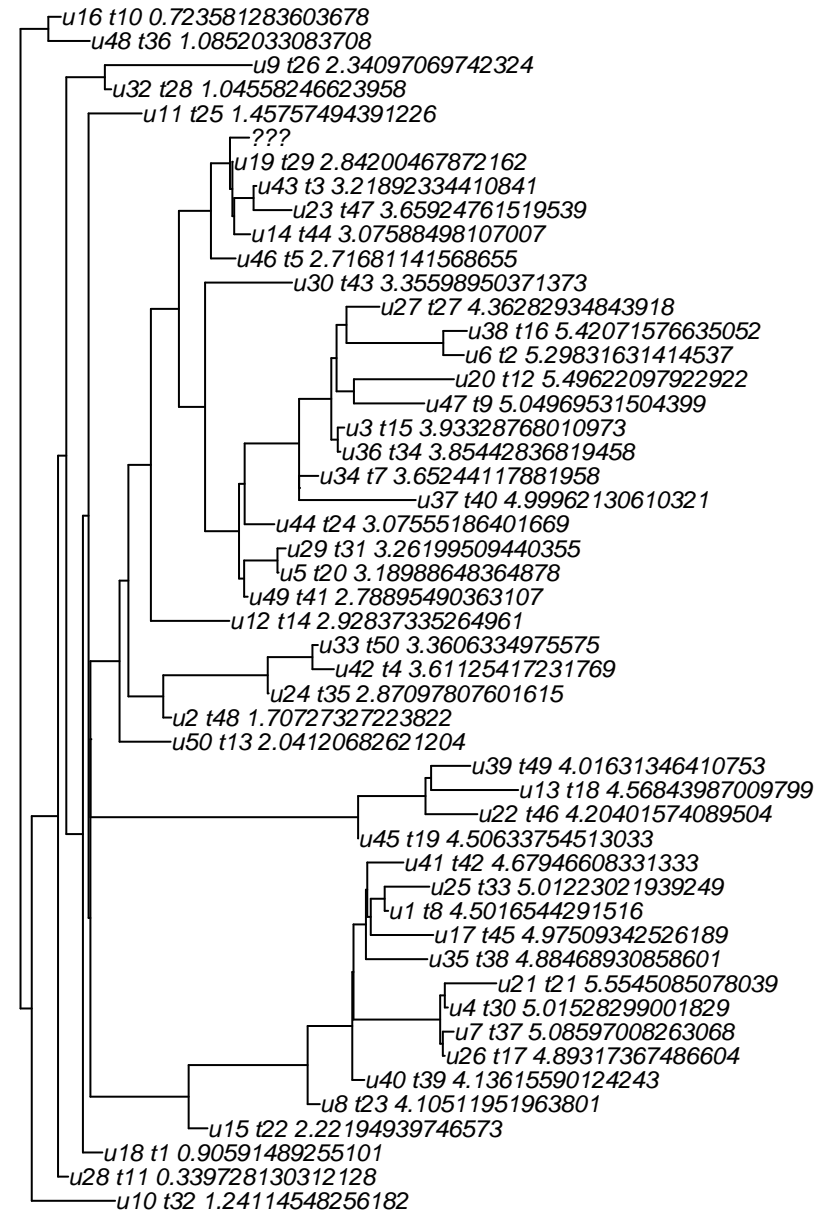 u16 t10 0.723581283603678
u48 t36 1.0852033083708
u9 t26 2.34097069742324
u32 t28 1.04558246623958
u11 t25 1.45757494391226
???
u19 t29 2.84200467872162
u43 t3 3.21892334410841
u23 t47 3.65924761519539
u14 t44 3.07588498107007
u46 t5 2.71681141568655
u30 t43 3.35598950371373
u27 t27 4.36282934843918
u38 t16 5.42071576635052
u6 t2 5.29831631414537
u20 t12 5.49622097922922
u47 t9 5.04969531504399
u3 t15 3.93328768010973
u36 t34 3.85442836819458
u34 t7 3.65244117881958
u37 t40 4.99962130610321
u44 t24 3.07555186401669
u29 t31 3.26199509440355
u5 t20 3.18988648364878
u49 t41 2.78895490363107
u12 t14 2.92837335264961
u33 t50 3.3606334975575
u42 t4 3.61125417231769
u24 t35 2.87097807601615
u2 t48 1.70727327223822
u50 t13 2.04120682621204
u39 t49 4.01631346410753
u13 t18 4.56843987009799
u22 t46 4.20401574089504
u45 t19 4.50633754513033
u41 t42 4.67946608331333
u25 t33 5.01223021939249
u1 t8 4.5016544291516
u17 t45 4.97509342526189
u35 t38 4.88468930858601
u21 t21 5.5545085078039
u4 t30 5.01528299001829
u7 t37 5.08597008263068
u26 t17 4.89317367486604
u40 t39 4.13615590124243
u8 t23 4.10511951963801
u15 t22 2.22194939746573
u18 t1 0.90591489255101
u28 t11 0.339728130312128
u10 t32 1.24114548256182